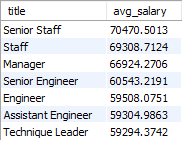 title avg_salary
Senior Staff 70470.5013
Staff 69308.7124
Manager 66924.2706
Senior Engineer 60543.2191
Engineer 59508.0751
Assistant Engineer 59304.9863
Technique Leader 59294.3742